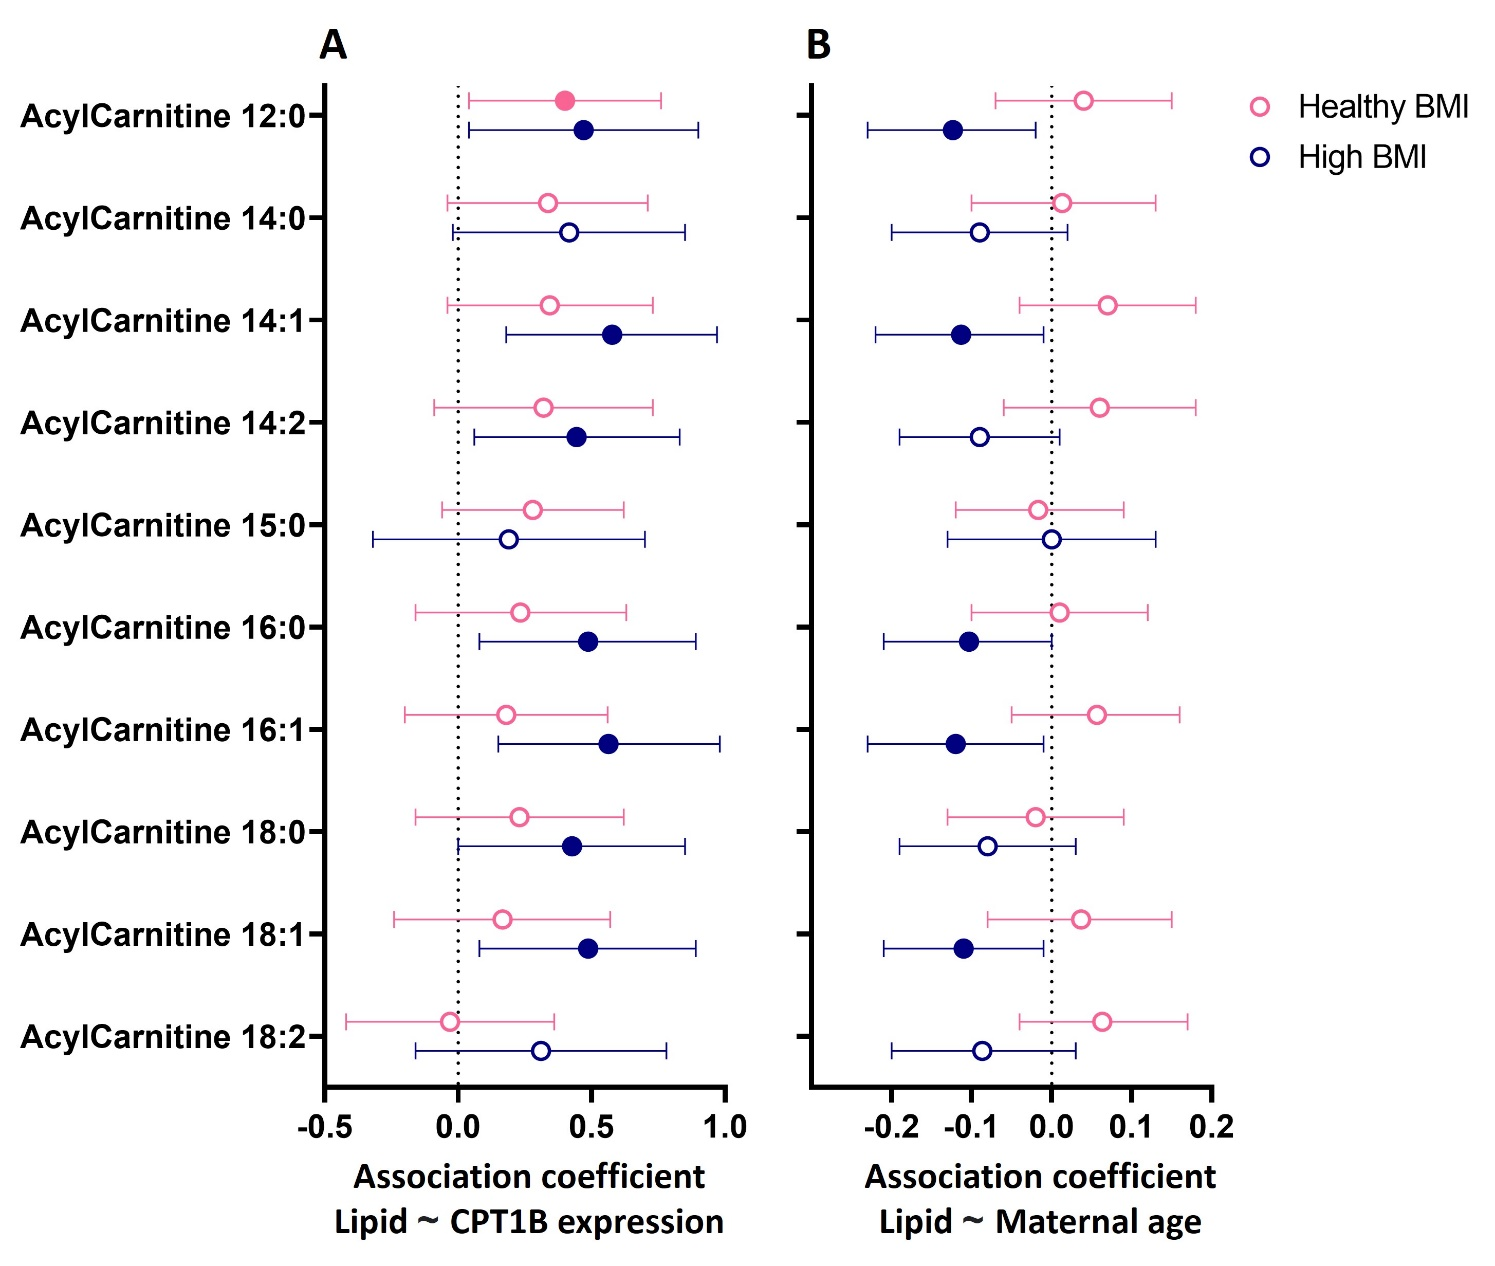 A
B
Healthy BMI
High BMI
AcylCarnitine 12:0
AcylCarnitine 14:0
AcylCarnitine 14:1
AcylCarnitine 14:2
AcylCarnitine 15:0
AcylCarnitine 16:0
AcylCarnitine 16:1
AcylCarnitine 18:0
AcylCarnitine 18:1
AcylCarnitine 18:2
-0.5 0.0 0.5 1.0
Association coefficient
Lipid ~ CPT1B expression
-0.2 -0.1 0.0 0.1 0.2
Association coefficient
Lipid ~ Maternal age